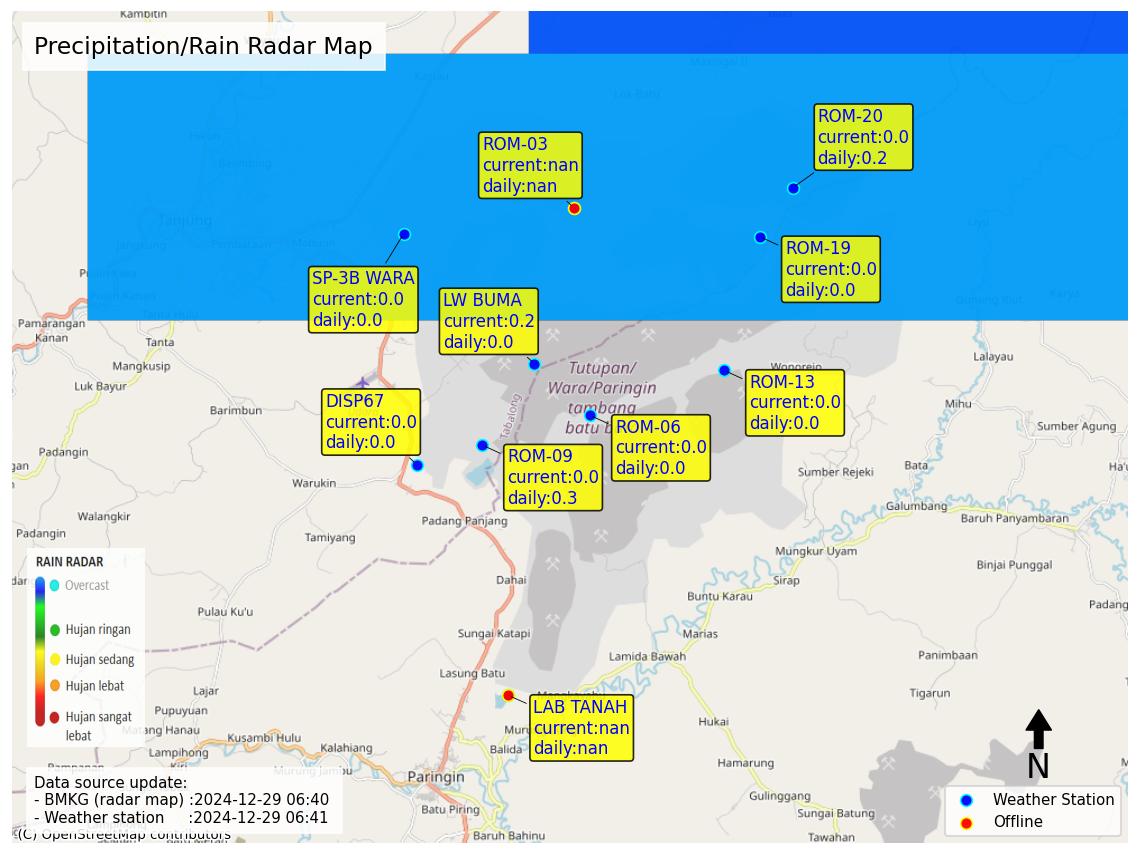 Kambitin
Precipitation/Rain Radar Map
Kapau
Maangai II
Loa-Batu
ROM-20
current:0.0
daily:0.2
ROM-03
current:nan
daily:nan
Tanjung
ROM-19
current:0.0
daily:0.0
SP-3B WARA
current:0.0
daily:0.0
LW BUMA
current:0.2
daily:0.0
Gunung Riut
Karya
Tanta Hulu
Pamarangan
Kanan
Tanta
Mangkusip
Luk Bayur
Barimbun
Tutupan/
Wara/Paringin
tambang
batu b
Tabalong
Wonorejo
Lalayau
Mihu
ROM-13
current:0.0
daily:0.0
DISP67
current:0.0
daily:0.0
ROM-06
current:0.0
daily:0.0
ROM-09
current:0.0
daily:0.3
Sumber Agung
Padangin
Warukin
Sumber Rejeki
Bata
Ha'u
Galumbang
Baruh Panyambaran
Walangkir
Padangin
Padang Panjang
Tamiyang
Mungkur Uyam
Binjai Punggal
Sirap
Dahai
Buntu Karau
Padang
Pulau Ku'u
RAIN RADAR
Overcast
Hujan ringan
Hujan sedang
Hujan lebat
Hujan sangat
lebat
Sungai Katapi
Marias
Lamida Bawah
Panimbaan
Lasung Batu
Tigarun
Lajar
Pupuyuan
Matang Hanau
LAB TANAH
current:nan
daily:nan
Hukai
Kusambi Hulu
Kalahiang
Lampihong
Balida
Hamarung
N
Murung Jambu
Paringin
Gulinggang
Batu Piring
Sungai Batung
Baruh Bahinu
Tawahan
Data source update:
- BMKG (radar map) :2024-12-29 06:40
- Weather station :2024-12-29 06:41
(C) OpenStreetMap contributors
Weather Station
Offline